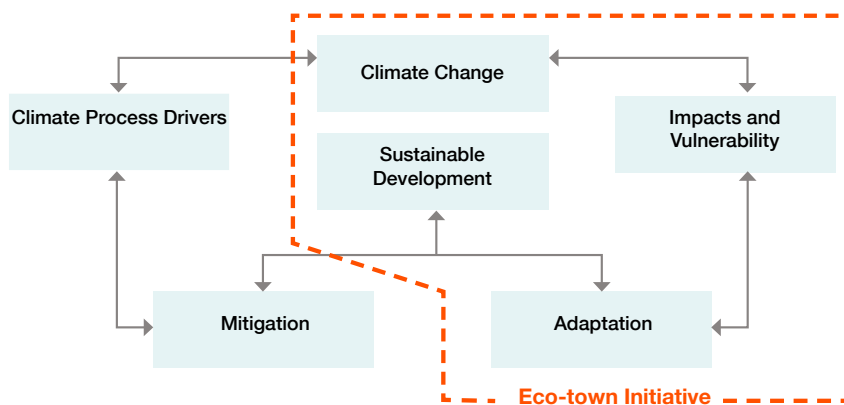 Climate Change
Climate Process Drivers
Impacts and
Vulnerability
Sustainable
Development
Mitigation
Adaptation
Eco-town Initiative